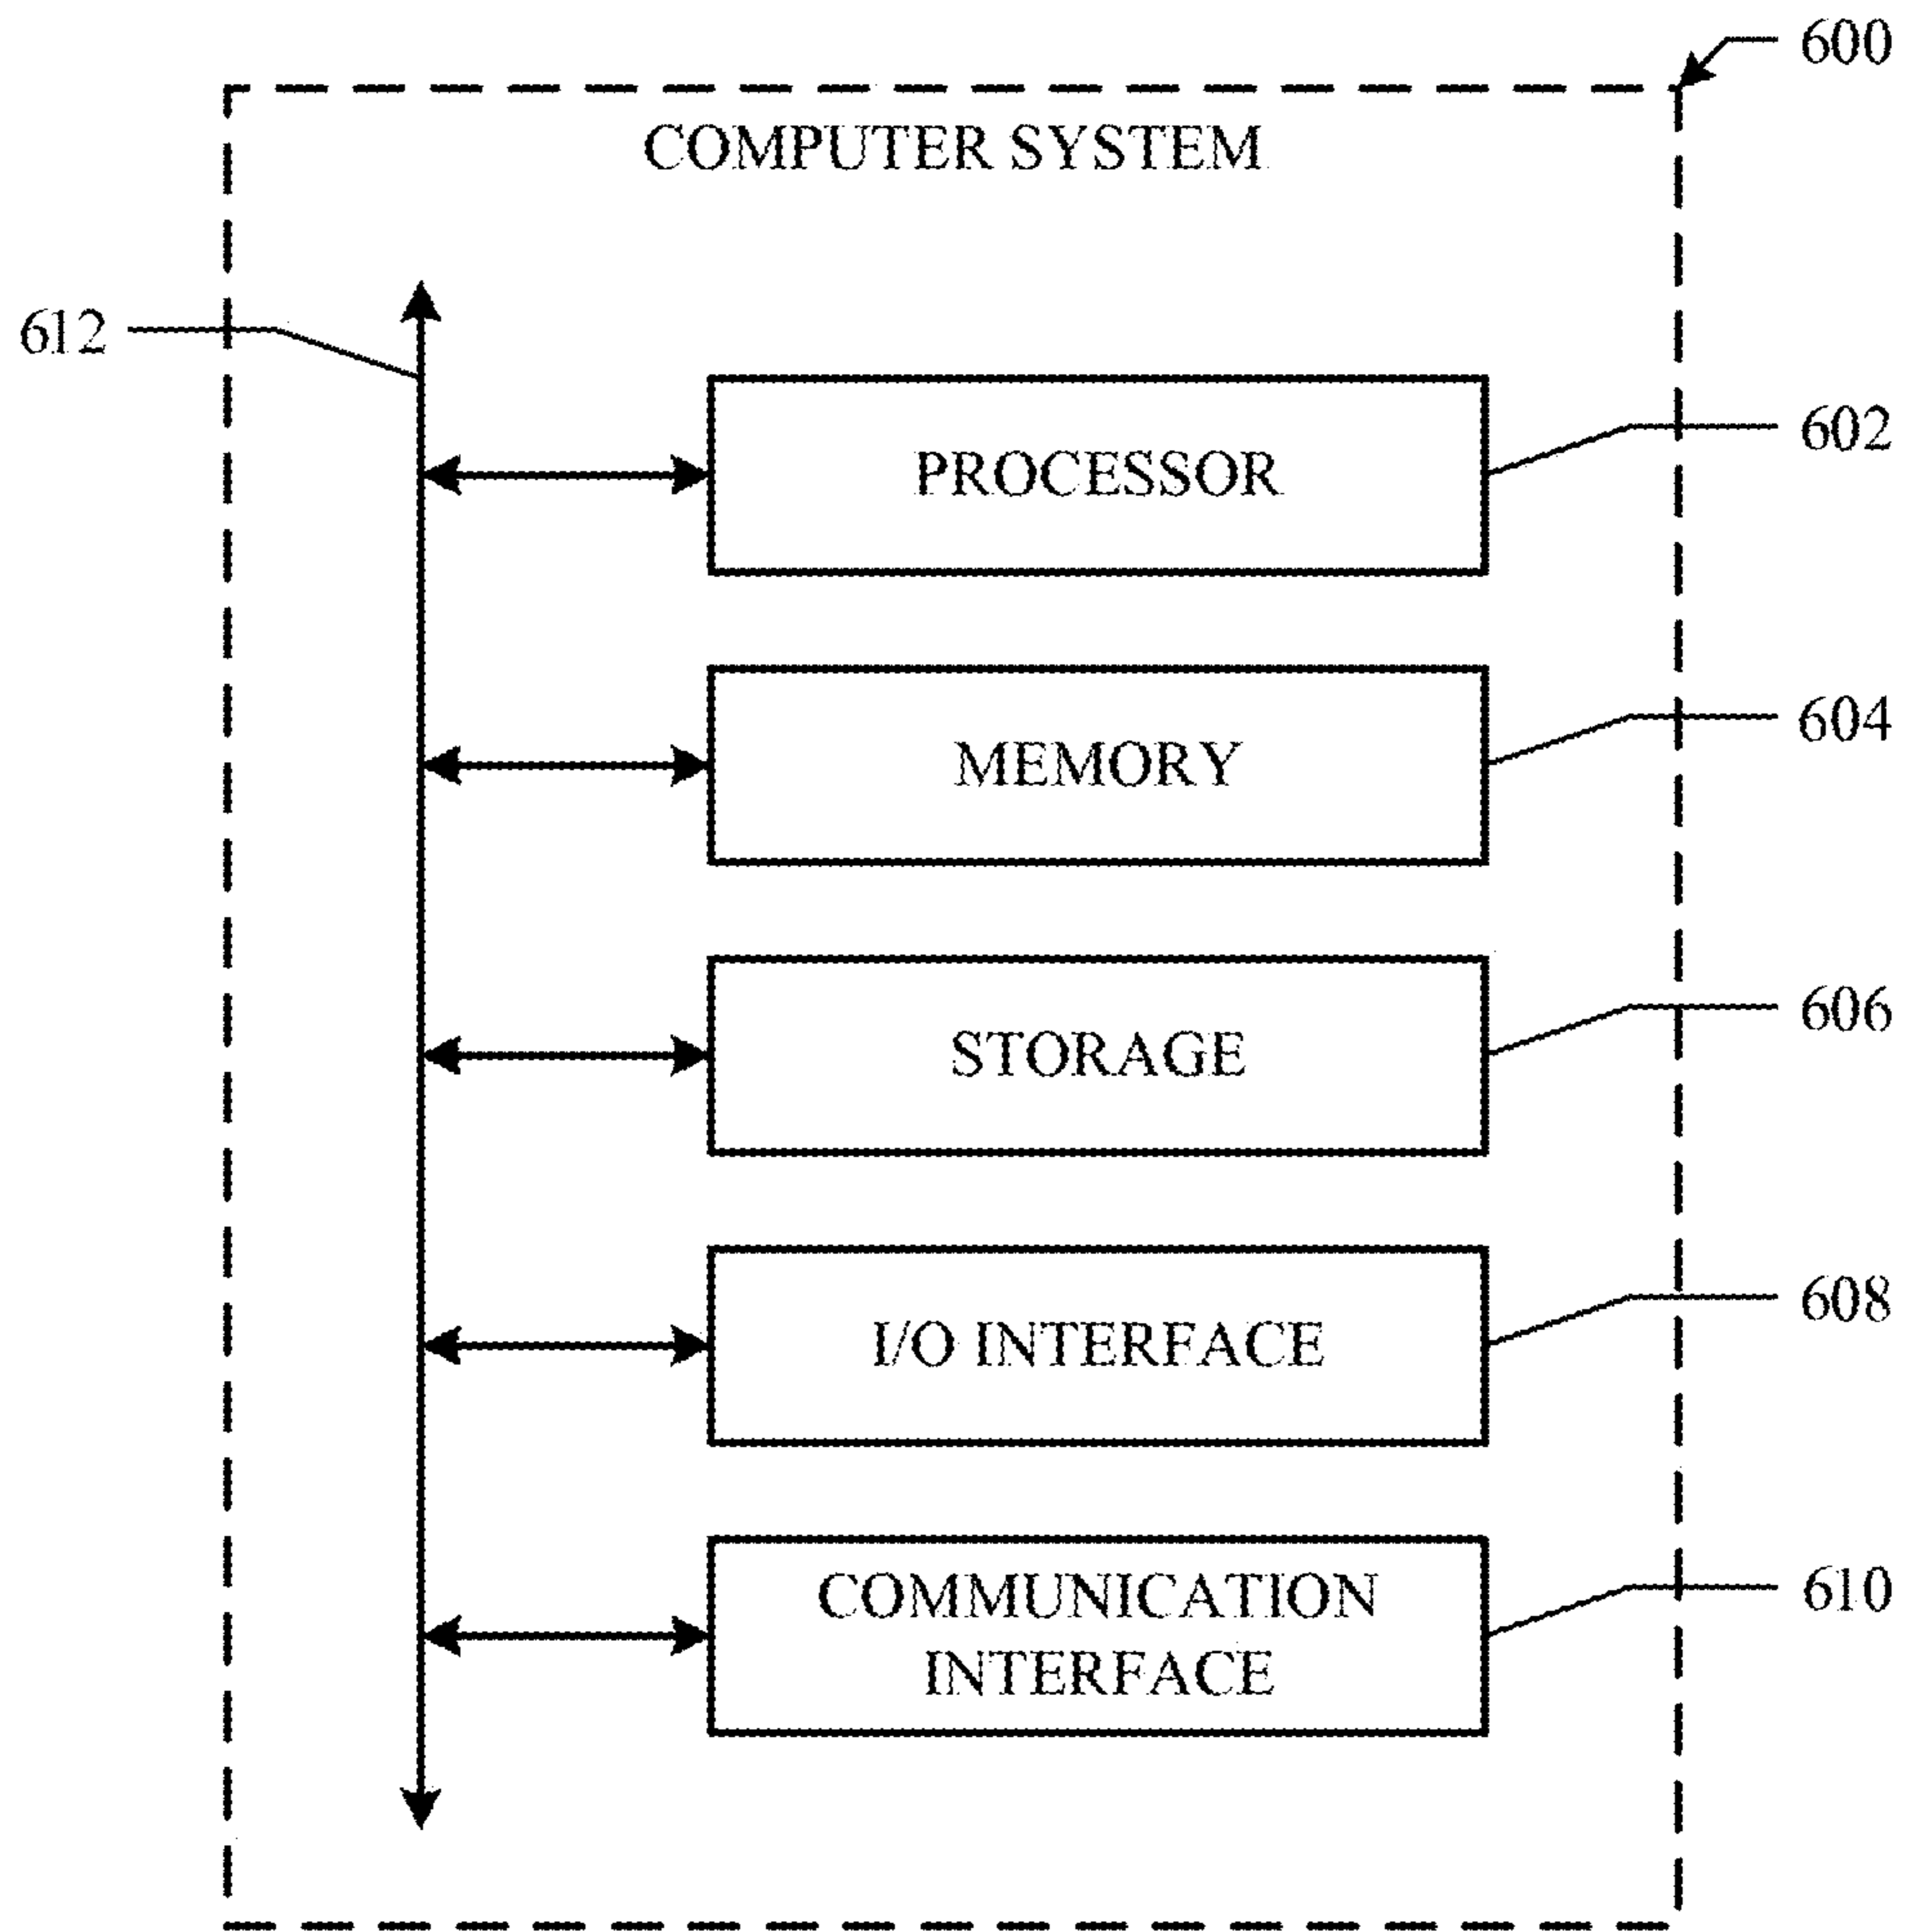 600
COMPUTER SYSTEM
612
PROCESSOR
602
MEMORY
604
STORAGE
606
I/O INTERFACE
608
COMMUNICATION
INTERFACE
610